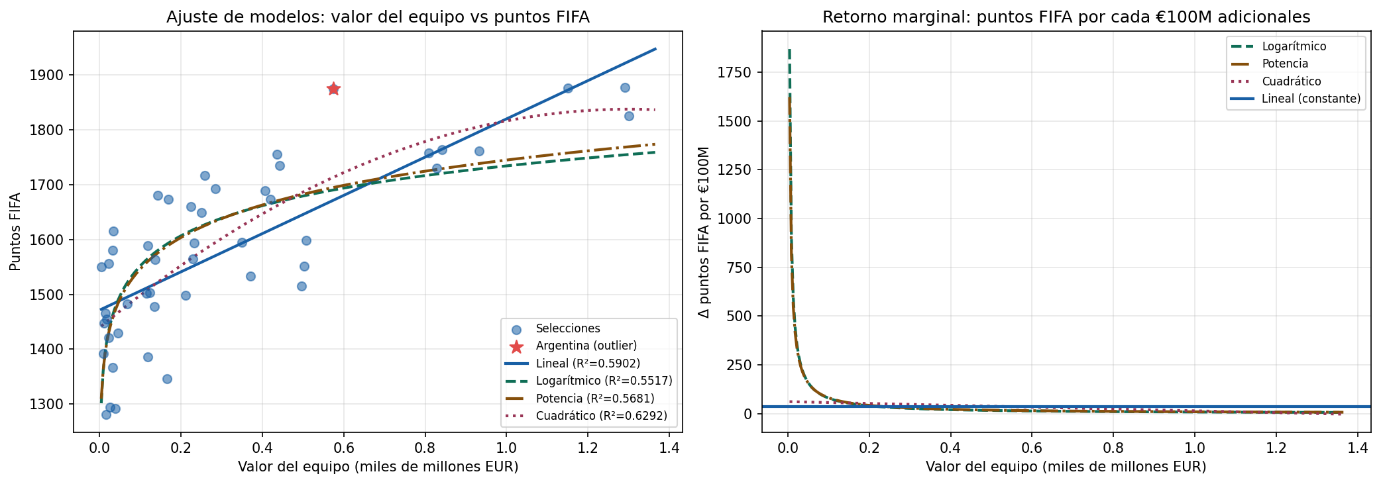 Ajuste de modelos: valor del equipo vs puntos FIFA
Puntos FIFA
1900
1800
1700
1600
1500
1400
1300
Selecciones
Argentina (outlier)
Lineal (R²=0.5902)
Logarítmico (R²=0.5517)
Potencia (R²=0.5681)
Cuadrático (R²=0.6292)
0.0 0.2 0.4 0.6 0.8 1.0 1.2 1.4
Valor del equipo (miles de millones EUR)
Retorno marginal: puntos FIFA por cada €100M adicionales
Δ puntos FIFA por €100M
1750
1500
1250
1000
750
500
250
0
Logarítmico
Potencia
Cuadrático
Lineal (constante)
0.0 0.2 0.4 0.6 0.8 1.0 1.2 1.4
Valor del equipo (miles de millones EUR)